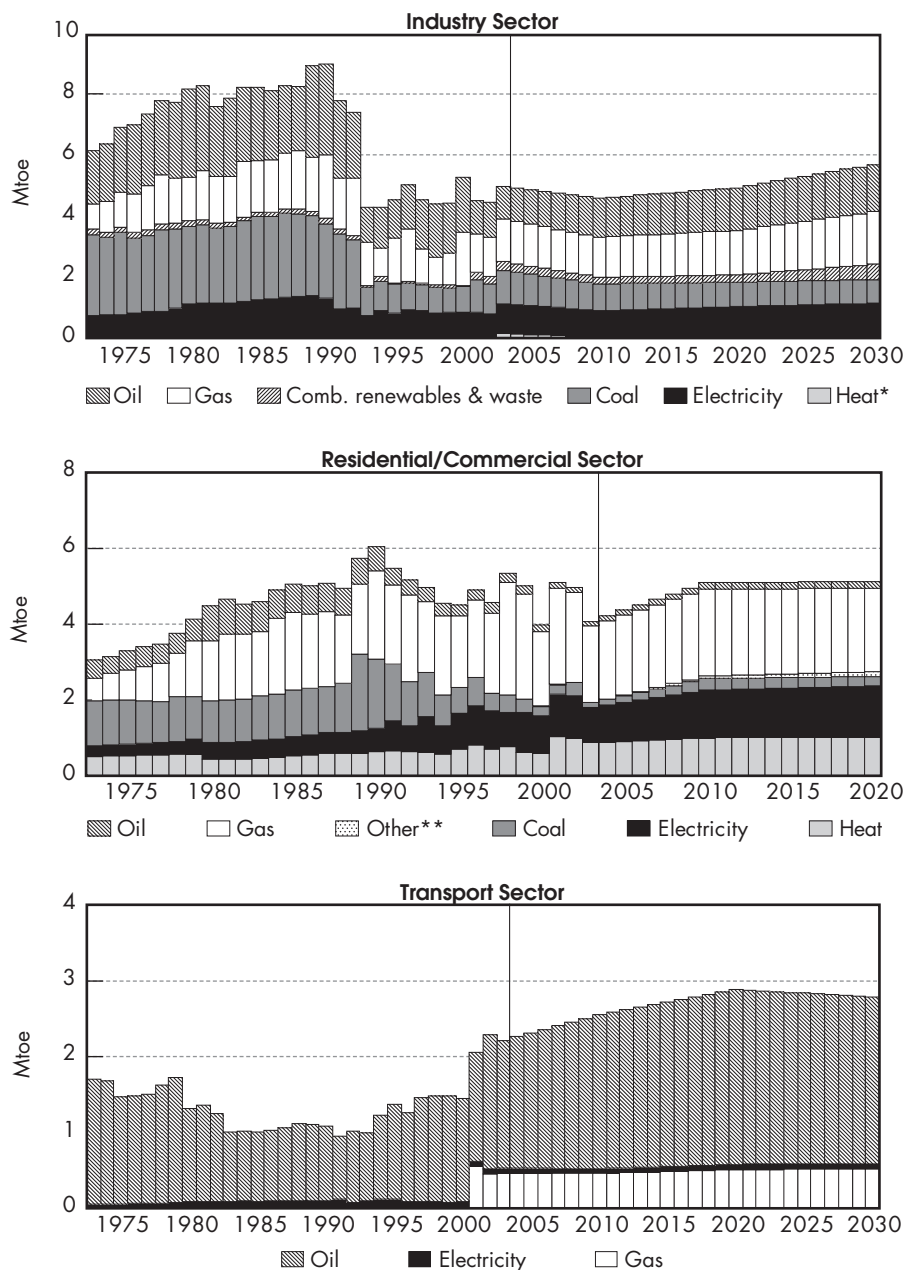 Industry Sector
10
8
6
4
2
0
Mtoe
1975 1980 1985 1990 1995 2000 2005 2010 2015 2020 2025 2030
Oil Gas Comb. renewables & waste Coal Electricity Heat*
Residential/Commercial Sector
8
6
4
2
0
Mtoe
1975 1980 1985 1990 1995 2000 2005 2010 2015 2020
Oil Gas Other** Coal Electricity Heat
Transport Sector
4
3
2
1
0
Mtoe
1975 1980 1985 1990 1995 2000 2005 2010 2015 2020 2025 2030
Oil Electricity Gas